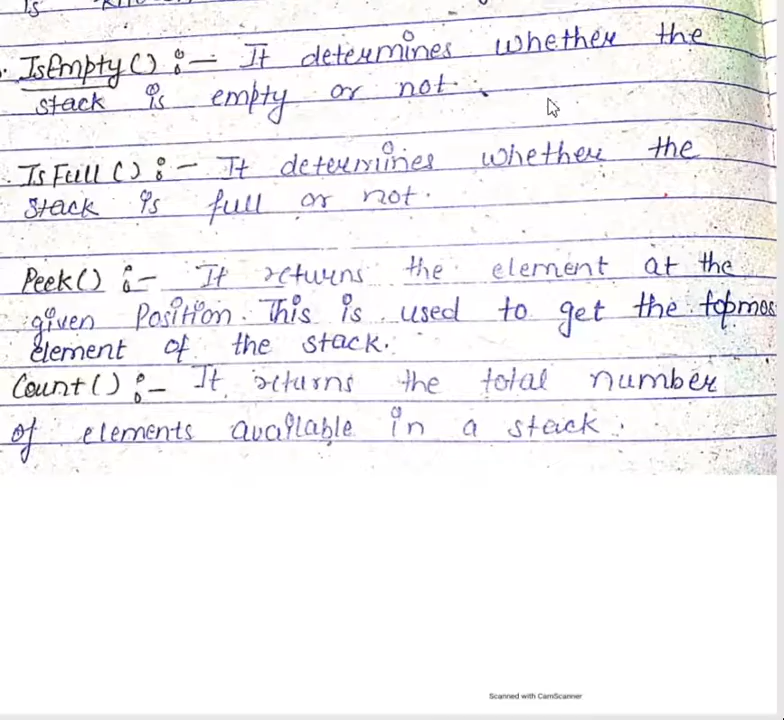 IsEmpty() :- It determines whether the
stack is empty or not.
IsFull() :- It determines whether the
stack is full or not.
Peek() :- It returns the element at the
given Position. This is used to get the topmos
element of the stack.
Count() :- It returns the total number
of elements available in a stack.
Scanned with CamScanner